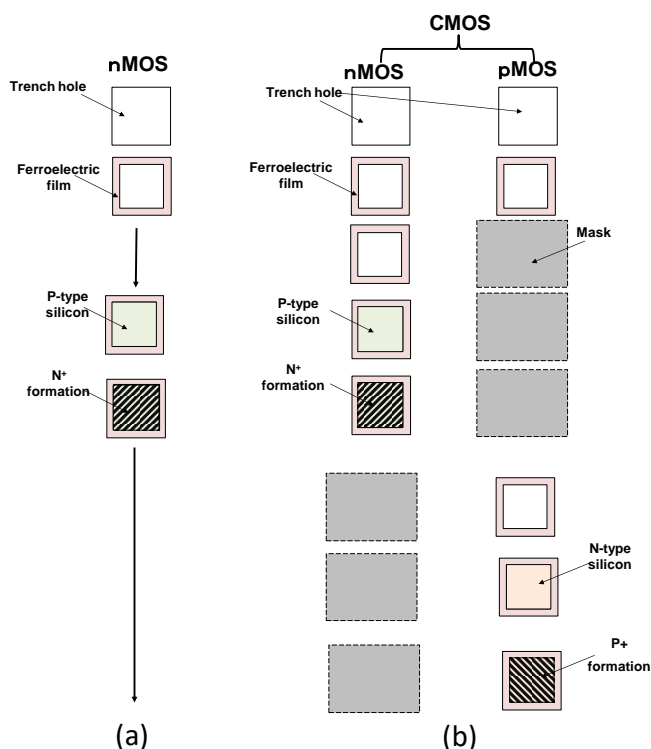 nMOS
Trench hole
Ferroelectric
film
P-type
silicon
N+
formation
(a)
CMOS
nMOS
pMOS
Trench hole
Ferroelectric
film
Mask
P-type
silicon
N+
formation
N-type
silicon
P+
formation
(b)